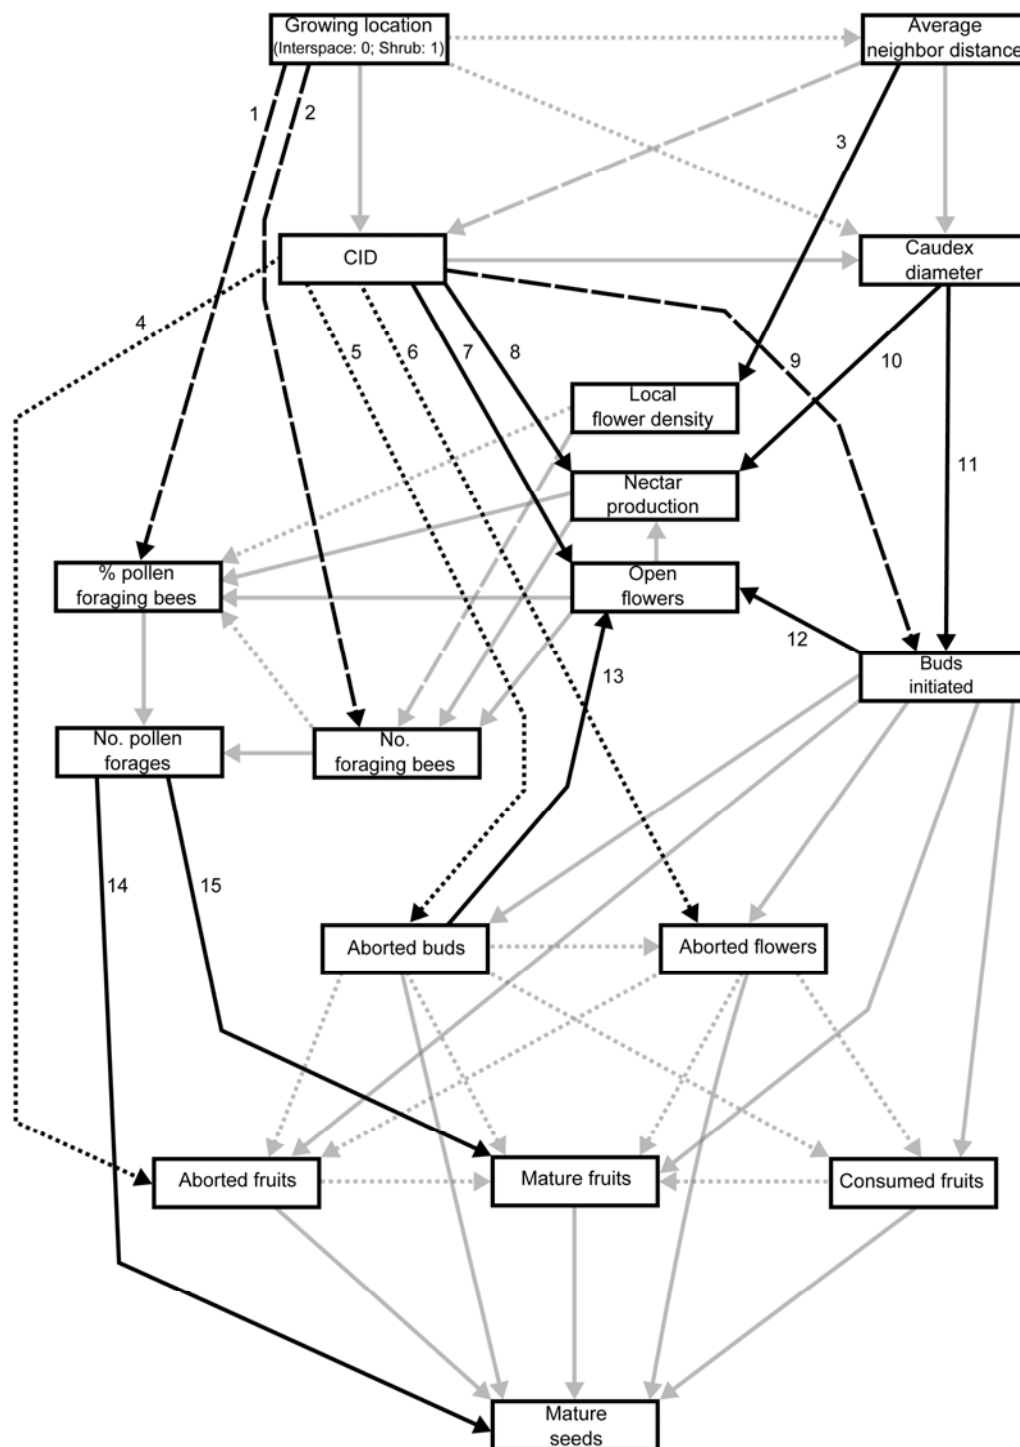 Growing location
(Interspace: 0; Shrub: 1)
Average
neighbor distance
1
2
3
CID
Caudex
diameter
4
5
6
7
8
9
10
11
Local
flower density
Nectar
production
% pollen
foraging bees
Open
flowers
12
13
Buds
initiated
No. pollen
forages
No.
foraging bees
14
15
Aborted buds
Aborted flowers
Aborted fruits
Mature fruits
Consumed fruits
Mature
seeds